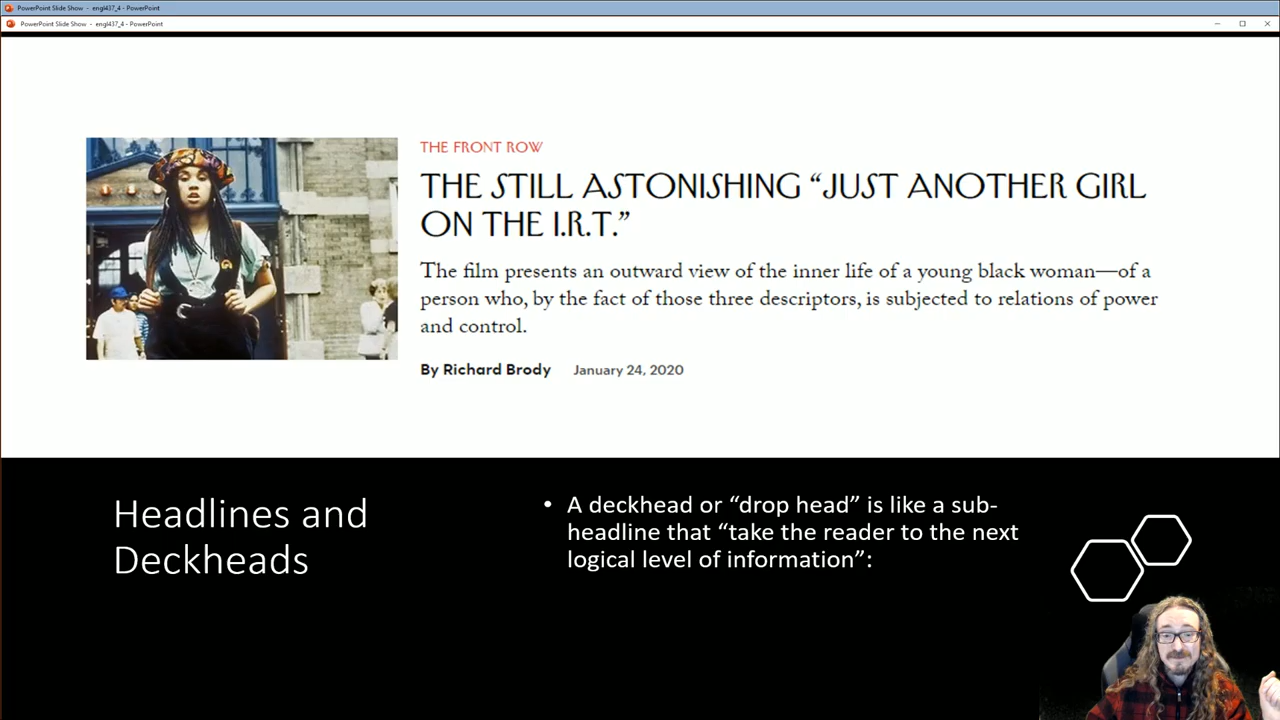 PowerPoint Slide Show - engl437_4 - PowerPoint
PowerPoint Slide Show - engl437_4 - PowerPoint
THE FRONT ROW
THE STILL ASTONISHING “JUST ANOTHER GIRL
ON THE I.R.T.”
The film presents an outward view of the inner life of a young black woman—of a
person who, by the fact of those three descriptors, is subjected to relations of power
and control.
By Richard Brody January 24, 2020
Headlines and
Deckheads
• A deckhead or “drop head” is like a sub-
headline that “take the reader to the next
logical level of information”: